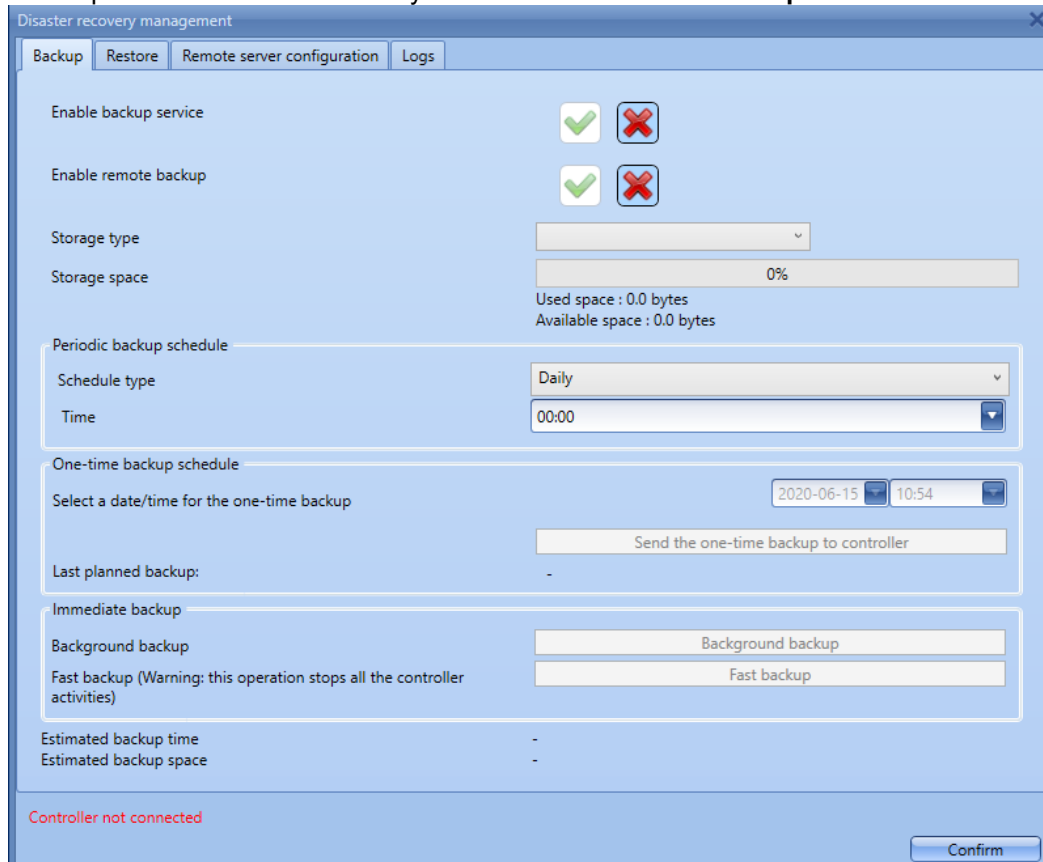 Disaster recovery management
Backup Restore Remote server configuration Logs
Enable backup service
Enable remote backup
Storage type
Storage space 0%
Used space : 0.0 bytes
Available space : 0.0 bytes
Periodic backup schedule
Schedule type Daily
Time 00:00
One-time backup schedule
Select a date/time for the one-time backup 2020-06-15 10:54
Send the one-time backup to controller
Last planned backup: -
Immediate backup
Background backup Background backup
Fast backup (Warning: this operation stops all the controller Fast backup
activities)
Estimated backup time -
Estimated backup space -
Controller not connected
Confirm